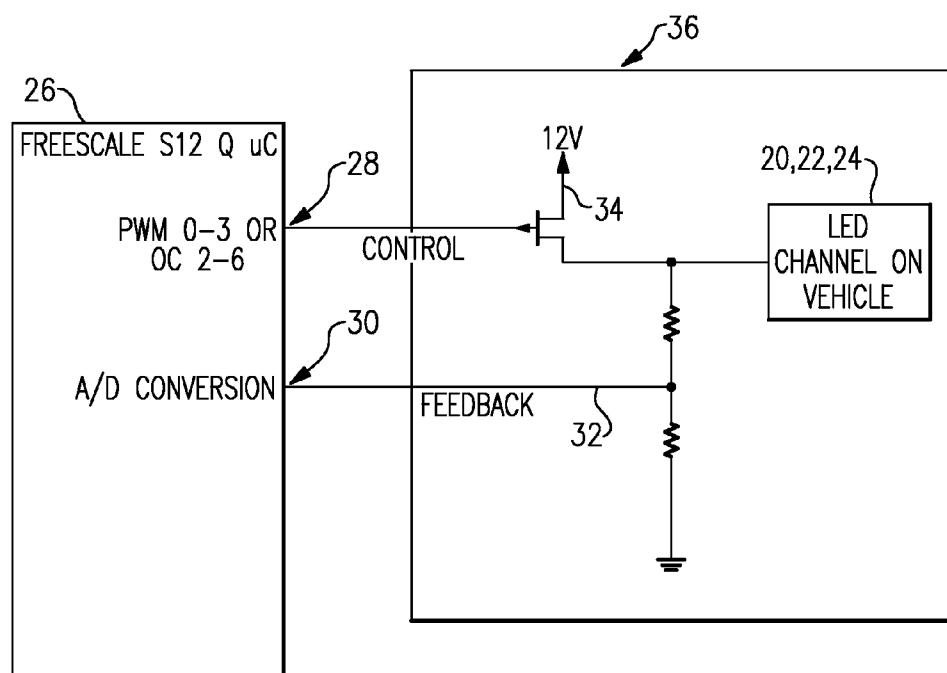 36
26
FREESCALE S12 Q uC
28
12V
34
20,22,24
PWM 0-3 OR
OC 2-6
CONTROL
LED
CHANNEL ON
VEHICLE
30
A/D CONVERSION
FEEDBACK
32